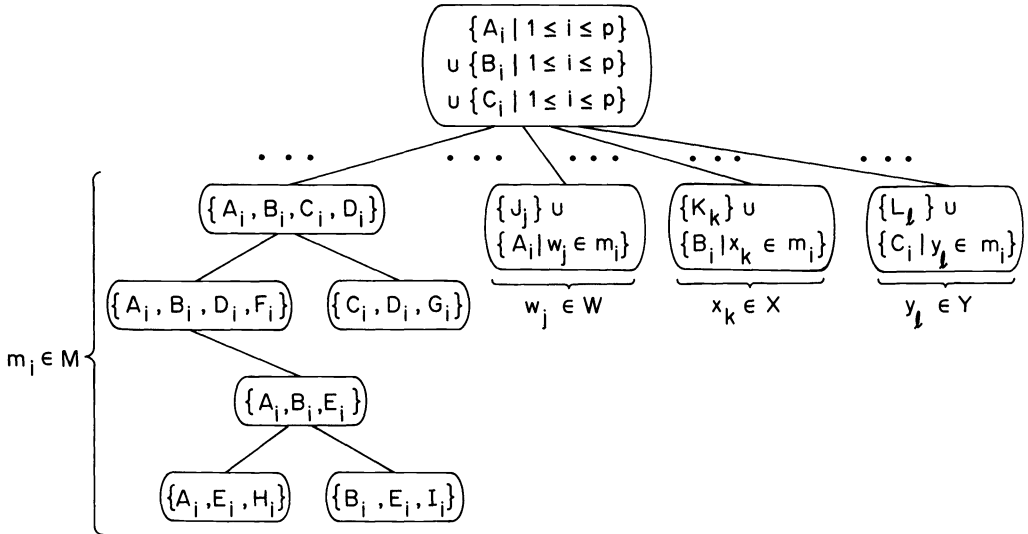 {A_i | 1 ≤ i ≤ p}
∪ {B_i | 1 ≤ i ≤ p}
∪ {C_i | 1 ≤ i ≤ p}
• • • • • • • • • • • • • • •
{A_i, B_i, C_i, D_i}
{J_j} ∪
{A_i | w_j ∈ m_i}
w_j ∈ W
{K_k} ∪
{B_i | x_k ∈ m_i}
x_k ∈ X
{L_ℓ} ∪
{C_i | y_ℓ ∈ m_i}
y_ℓ ∈ Y
{A_i, B_i, D_i, F_i}
{C_i, D_i, G_i}
m_i ∈ M
{A_i, B_i, E_i}
{A_i, E_i, H_i}
{B_i, E_i, I_i}